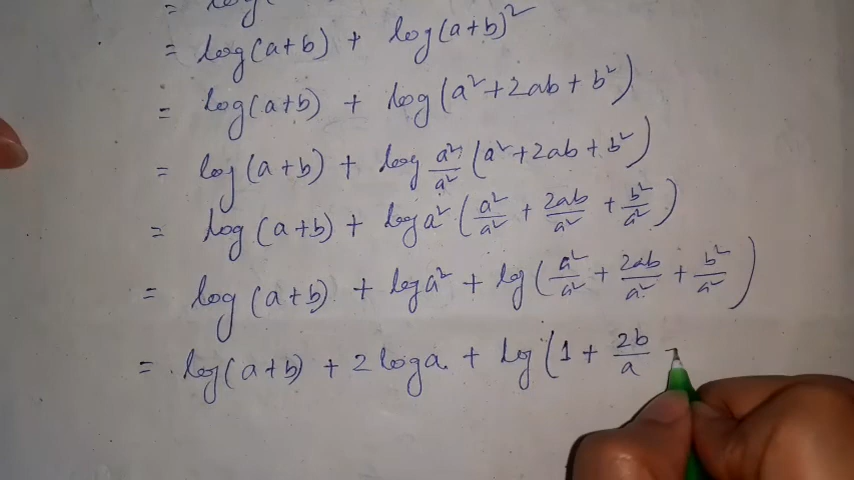 = log(
= log(a+b) + log(a+b)²
= log(a+b) + log(a²+2ab+b²)
= log(a+b) + log a²/a² (a²+2ab+b²)
= log(a+b) + log a² (a²/a² + 2ab/a² + b²/a²)
= log(a+b) + log a² + log(a²/a² + 2ab/a² + b²/a²)
= log(a+b) + 2 log a + log(1 + 2b/a